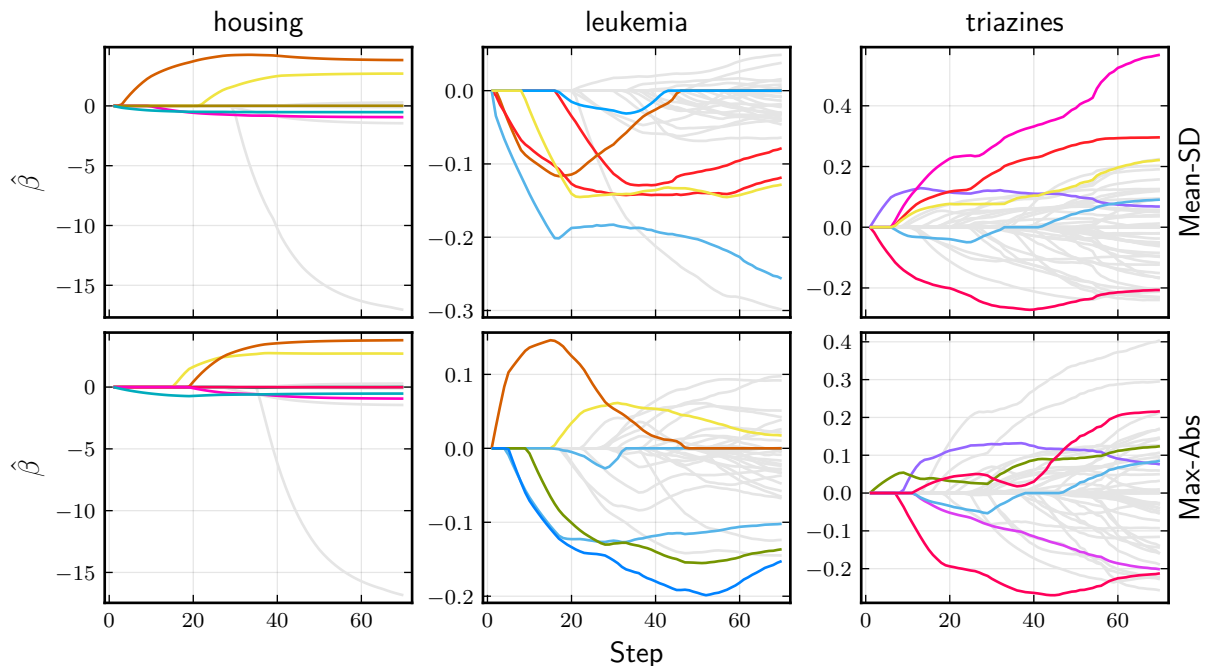 housing leukemia triazines
0 −5 −10 −15
β̂
0.0 −0.1 −0.2 −0.3
0.4 0.2 0.0 −0.2
Mean-SD
0 −5 −10 −15
β̂
0.1 0.0 −0.1 −0.2
0.4 0.3 0.2 0.1 0.0 −0.1 −0.2
Max-Abs
0 20 40 60 0 20 40 60 0 20 40 60
Step